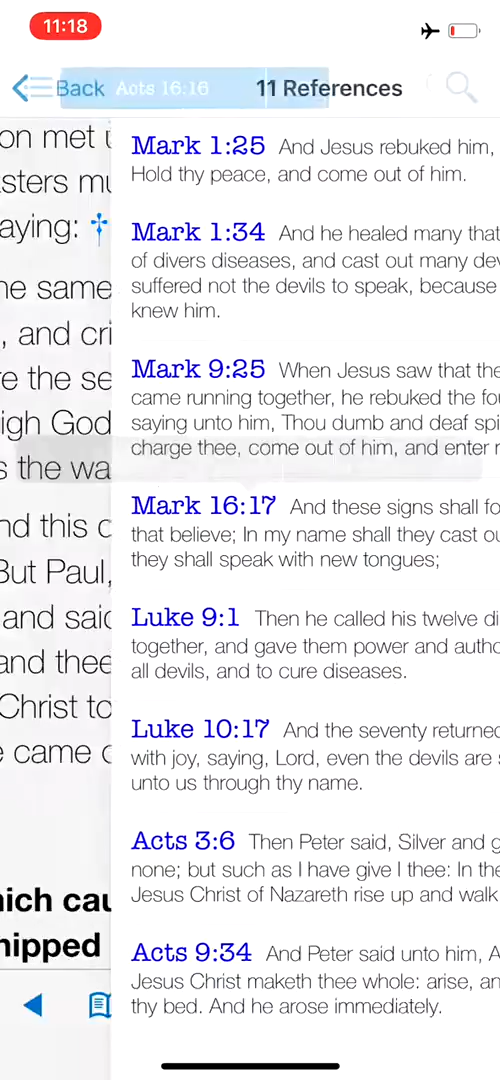 11:18
Back Acts 16:16 11 References
on met
sters mu
aying:
ne same
, and cri
e the se
igh God
s the wa
nd this c
But Paul,
and said
and thee
Christ to
e came o
hich cau
hipped
Mark 1:25 And Jesus rebuked him,
Hold thy peace, and come out of him.
Mark 1:34 And he healed many that
of divers diseases, and cast out many dev
suffered not the devils to speak, because
knew him.
Mark 9:25 When Jesus saw that the
came running together, he rebuked the fou
saying unto him, Thou dumb and deaf spi
charge thee, come out of him, and enter n
Mark 16:17 And these signs shall fo
that believe; In my name shall they cast ou
they shall speak with new tongues;
Luke 9:1 Then he called his twelve di
together, and gave them power and autho
all devils, and to cure diseases.
Luke 10:17 And the seventy returned
with joy, saying, Lord, even the devils are s
unto us through thy name.
Acts 3:6 Then Peter said, Silver and g
none; but such as I have give I thee: In the
Jesus Christ of Nazareth rise up and walk
Acts 9:34 And Peter said unto him, A
Jesus Christ maketh thee whole: arise, an
thy bed. And he arose immediately.